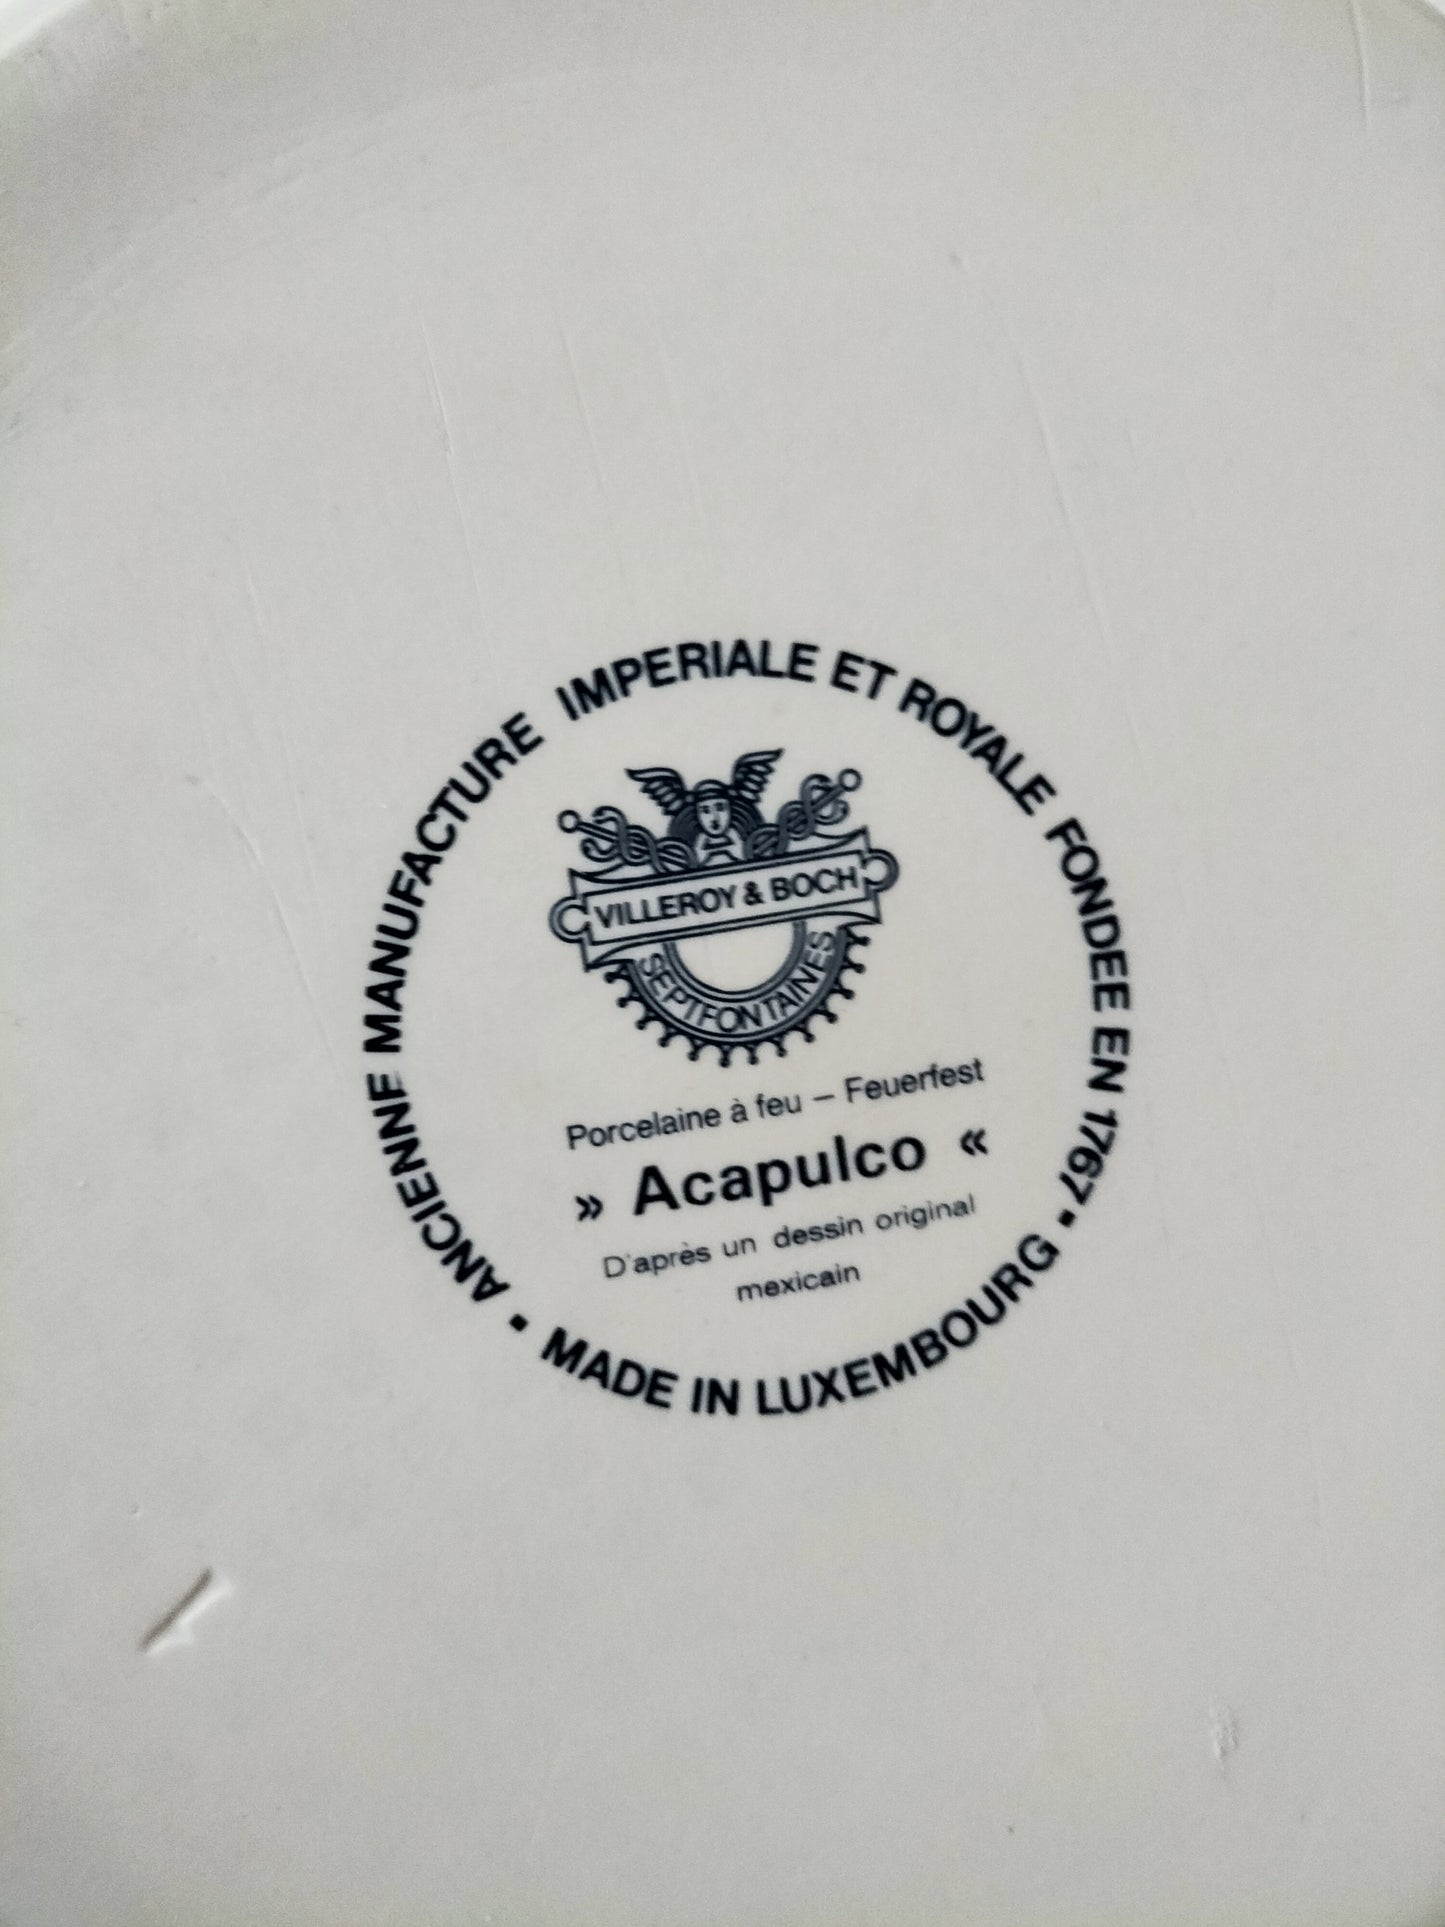 ANCIENNE MANUFACTURE IMPERIALE ET ROYALE FONDEE EN 1767 •
VILLEROY & BOCH
SEPTFONTAINES
Porcelaine à feu – Feuerfest
» Acapulco «
D'après un dessin original
mexicain
• MADE IN LUXEMBOURG